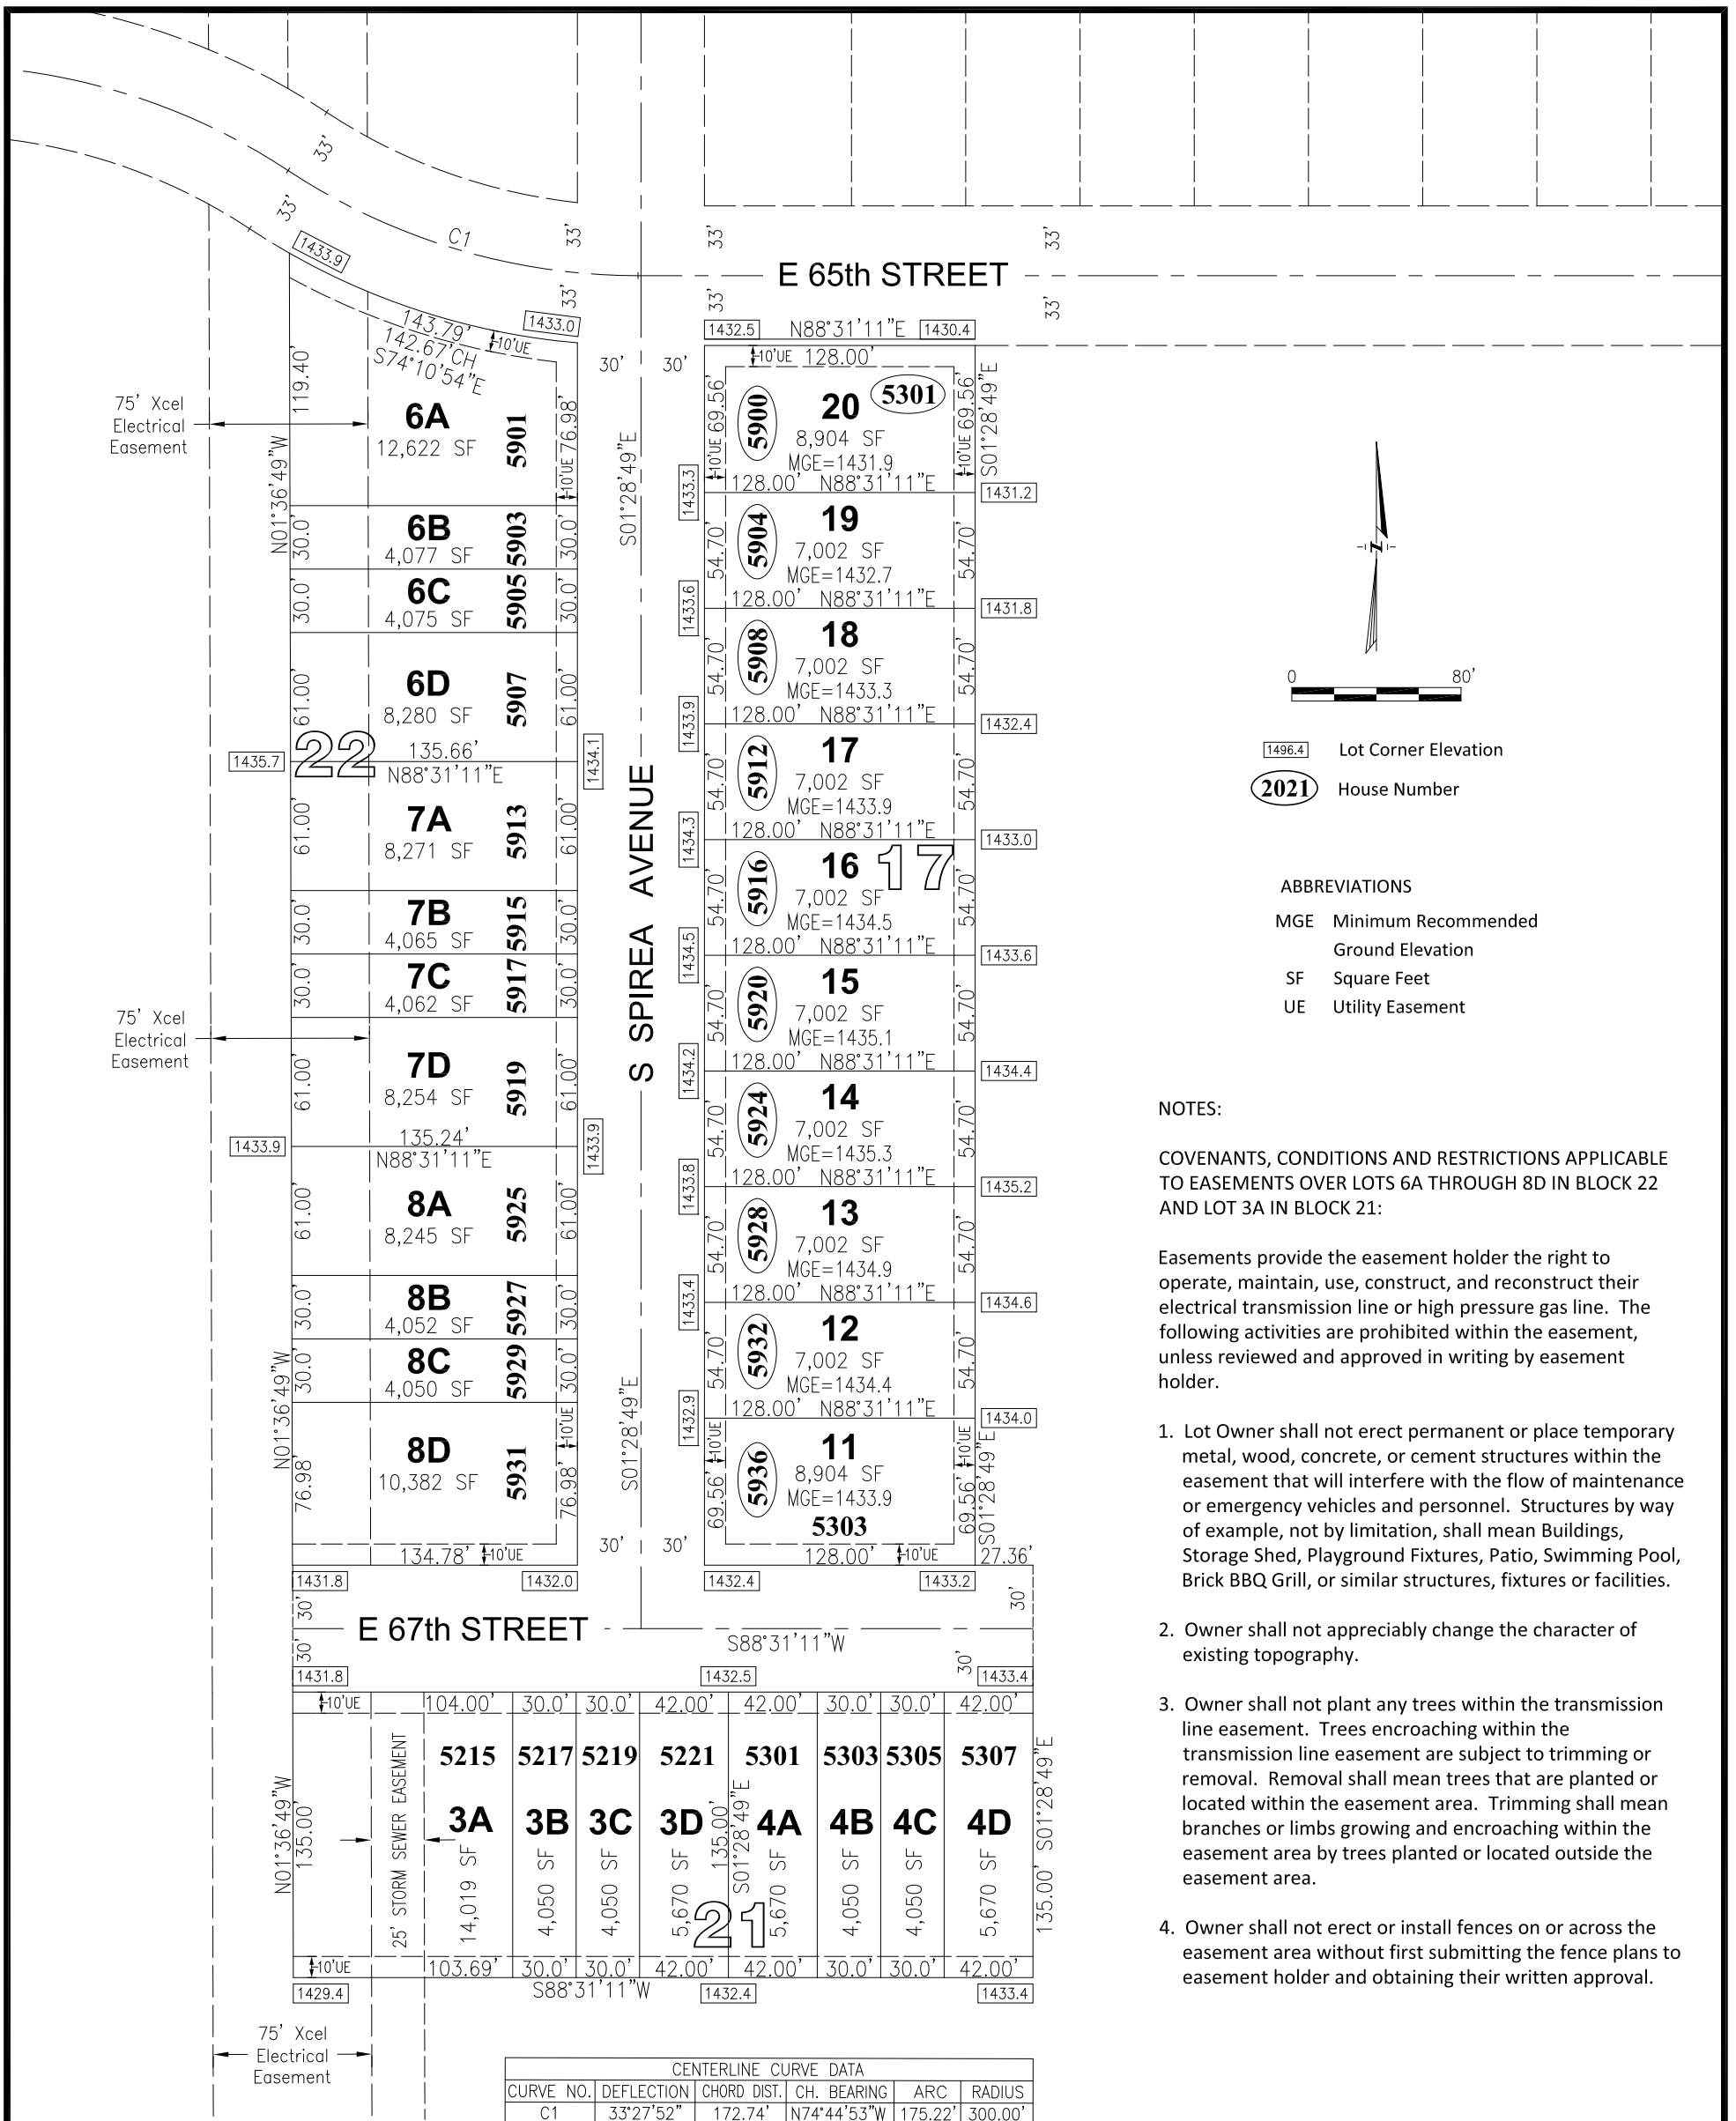 33'
33'
C1
33'
33'
33'
E 65th STREET
33'
33'
33'
1433.9
1433.0
1432.5
N88°31'11"E
1430.4
143.79'
142.67'CH
S74°10'54"E
10'UE
30'
30'
10'UE
128.00'
119.40'
N01°36'49"W
75' Xcel
Electrical
Easement
6A
12,622 SF
5901
10'UE
76.98'
S01°28'49"E
10'UE
69.56'
5900
20
5301
8,904 SF
MGE=1431.9
128.00' N88°31'11"E
10'UE
69.56'
S01°28'49"E
1433.3
1431.2
30.0'
6B
4,077 SF
5903
30.0'
54.70'
5904
19
7,002 SF
MGE=1432.7
128.00' N88°31'11"E
54.70'
30.0'
6C
4,075 SF
5905
30.0'
1433.6
1431.8
61.00'
6D
8,280 SF
5907
61.00'
54.70'
5908
18
7,002 SF
MGE=1433.3
128.00' N88°31'11"E
54.70'
1433.9
1432.4
1435.7
22
135.66'
N88°31'11"E
1434.1
54.70'
5912
17
7,002 SF
MGE=1433.9
128.00' N88°31'11"E
54.70'
61.00'
7A
8,271 SF
5913
61.00'
1434.3
1433.0
S SPIREA AVENUE
54.70'
5916
16
17
7,002 SF
MGE=1434.5
128.00' N88°31'11"E
54.70'
30.0'
7B
4,065 SF
5915
30.0'
1434.5
1433.6
30.0'
7C
4,062 SF
5917
30.0'
54.70'
5920
15
7,002 SF
MGE=1435.1
128.00' N88°31'11"E
54.70'
75' Xcel
Electrical
Easement
1434.2
1434.4
61.00'
7D
8,254 SF
5919
61.00'
54.70'
5924
14
7,002 SF
MGE=1435.3
128.00' N88°31'11"E
54.70'
1433.9
135.24'
N88°31'11"E
1433.9
1433.8
1435.2
61.00'
8A
8,245 SF
5925
61.00'
54.70'
5928
13
7,002 SF
MGE=1434.9
128.00' N88°31'11"E
54.70'
1433.4
1434.6
30.0'
8B
4,052 SF
5927
30.0'
54.70'
5932
12
7,002 SF
MGE=1434.4
128.00' N88°31'11"E
54.70'
N01°36'49"W
30.0'
8C
4,050 SF
5929
30.0'
S01°28'49"E
1432.9
1434.0
76.98'
8D
10,382 SF
5931
10'UE
76.98'
10'UE
69.56'
5936
11
8,904 SF
MGE=1433.9
5303
10'UE
69.56'
S01°28'49"E
134.78'
10'UE
30'
30'
128.00'
10'UE
27.36'
1431.8
1432.0
1432.4
1433.2
30'
30'
E 67th STREET
S88°31'11"W
30'
30'
1431.8
1432.5
1433.4
10'UE
104.00'
30.0'
30.0'
42.00'
42.00'
30.0'
30.0'
42.00'
5215
5217
5219
5221
5301
5303
5305
5307
N01°36'49"W
135.00'
25' STORM SEWER EASEMENT
3A
3B
3C
3D
135.00'
S01°28'49"E
4A
4B
4C
4D
135.00' S01°28'49"E
14,019 SF
4,050 SF
4,050 SF
5,670 SF
21
5,670 SF
4,050 SF
4,050 SF
5,670 SF
10'UE
103.69'
30.0'
30.0'
42.00'
42.00'
30.0'
30.0'
42.00'
S88°31'11"W
1429.4
1432.4
1433.4
75' Xcel
Electrical
Easement
CENTERLINE CURVE DATA
CURVE NO. DEFLECTION CHORD DIST. CH. BEARING ARC RADIUS
C1 33°27'52" 172.74' N74°44'53"W 175.22' 300.00'
Z
0 80'
1496.4 Lot Corner Elevation
2021 House Number
ABBREVIATIONS
MGE Minimum Recommended
Ground Elevation
SF Square Feet
UE Utility Easement
NOTES:
COVENANTS, CONDITIONS AND RESTRICTIONS APPLICABLE
TO EASEMENTS OVER LOTS 6A THROUGH 8D IN BLOCK 22
AND LOT 3A IN BLOCK 21:
Easements provide the easement holder the right to
operate, maintain, use, construct, and reconstruct their
electrical transmission line or high pressure gas line. The
following activities are prohibited within the easement,
unless reviewed and approved in writing by easement
holder.
1. Lot Owner shall not erect permanent or place temporary
metal, wood, concrete, or cement structures within the
easement that will interfere with the flow of maintenance
or emergency vehicles and personnel. Structures by way
of example, not by limitation, shall mean Buildings,
Storage Shed, Playground Fixtures, Patio, Swimming Pool,
Brick BBQ Grill, or similar structures, fixtures or facilities.
2. Owner shall not appreciably change the character of
existing topography.
3. Owner shall not plant any trees within the transmission
line easement. Trees encroaching within the
transmission line easement are subject to trimming or
removal. Removal shall mean trees that are planted or
located within the easement area. Trimming shall mean
branches or limbs growing and encroaching within the
easement area by trees planted or located outside the
easement area.
4. Owner shall not erect or install fences on or across the
easement area without first submitting the fence plans to
easement holder and obtaining their written approval.